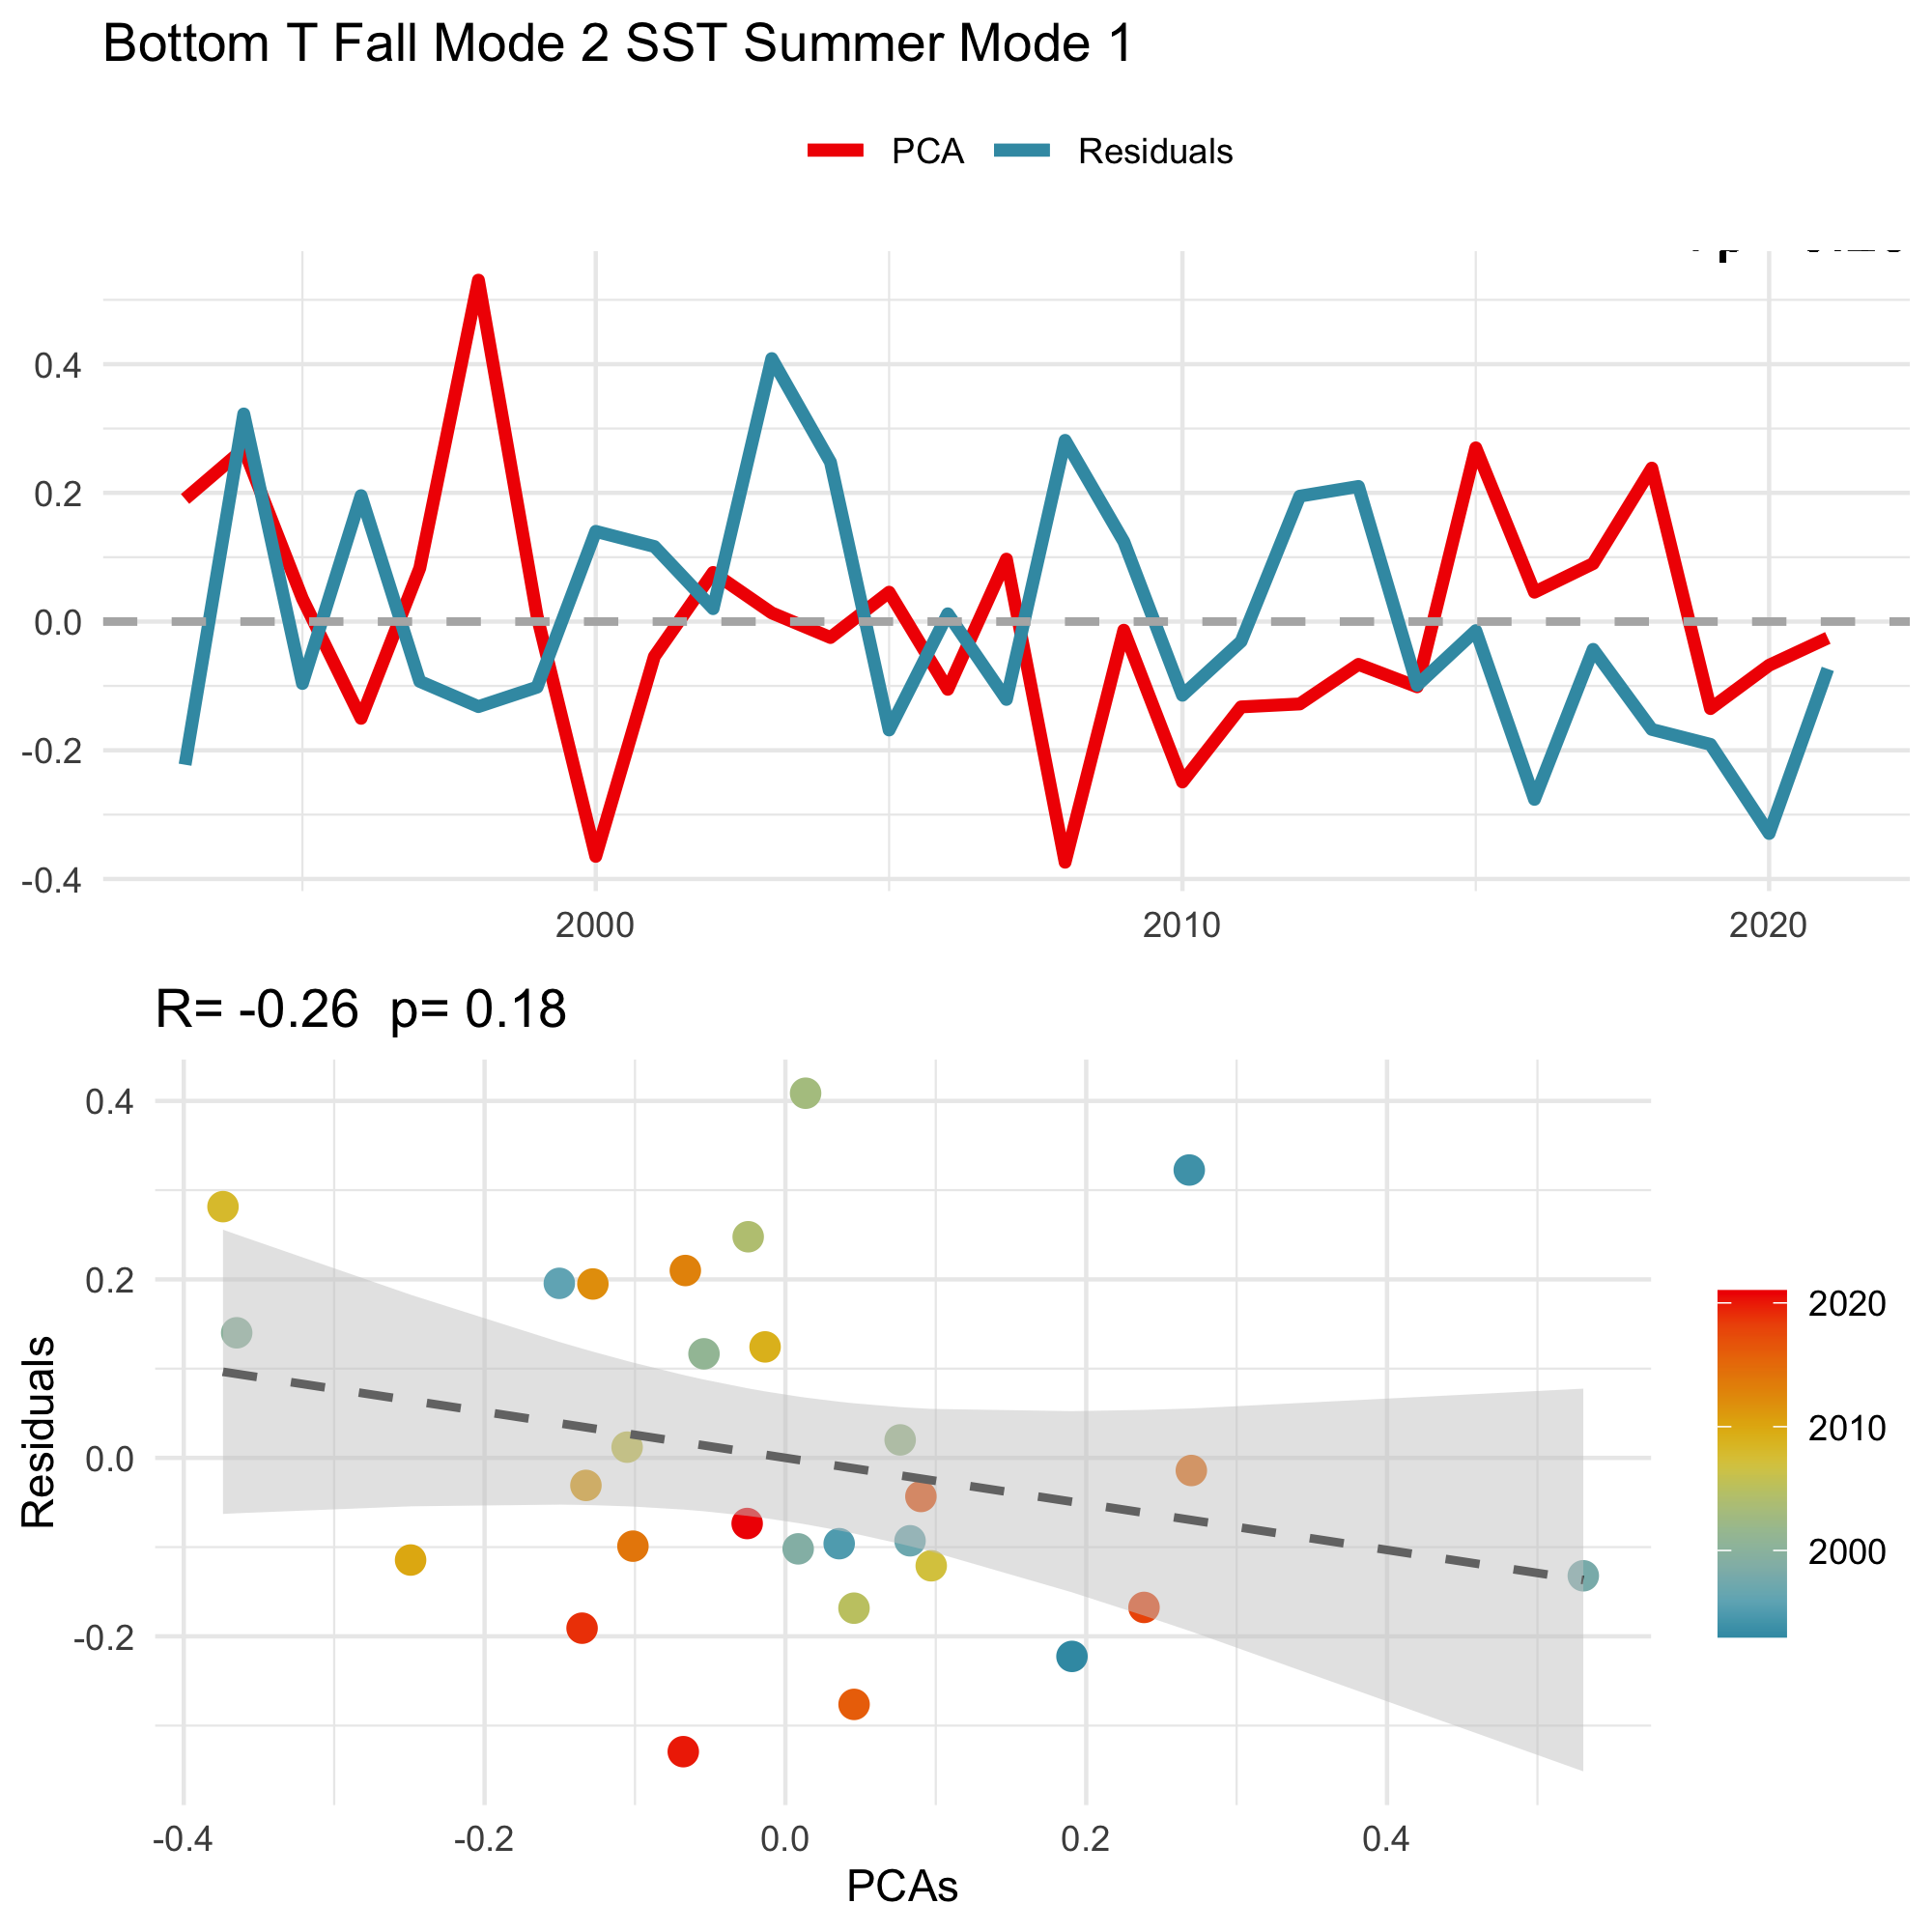 Bottom T Fall Mode 2 SST Summer Mode 1
PCA Residuals
0.4
0.2
0.0
-0.2
-0.4
2000 2010 2020
R= -0.26  p= 0.18
Residuals
0.4
0.2
0.0
-0.2
-0.4 -0.2 0.0 0.2 0.4
PCAs
2020
2010
2000